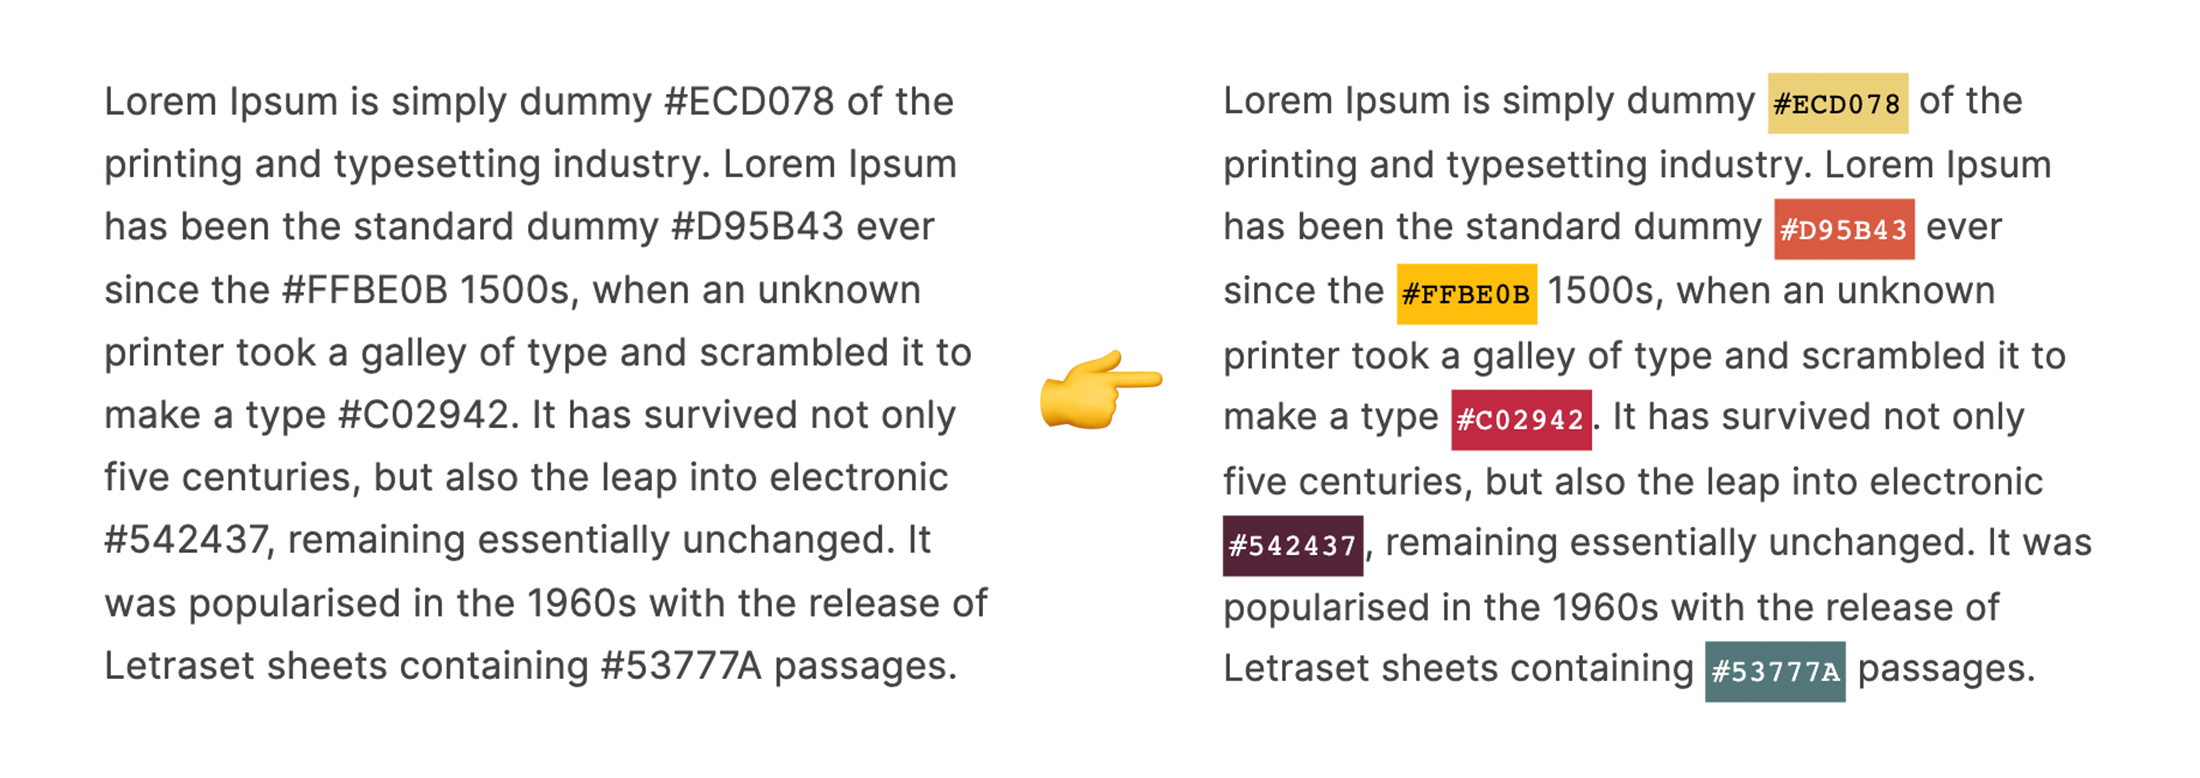 Lorem Ipsum is simply dummy #ECD078 of the
printing and typesetting industry. Lorem Ipsum
has been the standard dummy #D95B43 ever
since the #FFBE0B 1500s, when an unknown
printer took a galley of type and scrambled it to
make a type #C02942. It has survived not only
five centuries, but also the leap into electronic
#542437, remaining essentially unchanged. It
was popularised in the 1960s with the release of
Letraset sheets containing #53777A passages.
Lorem Ipsum is simply dummy #ECD078 of the
printing and typesetting industry. Lorem Ipsum
has been the standard dummy #D95B43 ever
since the #FFBE0B 1500s, when an unknown
printer took a galley of type and scrambled it to
make a type #C02942. It has survived not only
five centuries, but also the leap into electronic
#542437, remaining essentially unchanged. It was
popularised in the 1960s with the release of
Letraset sheets containing #53777A passages.